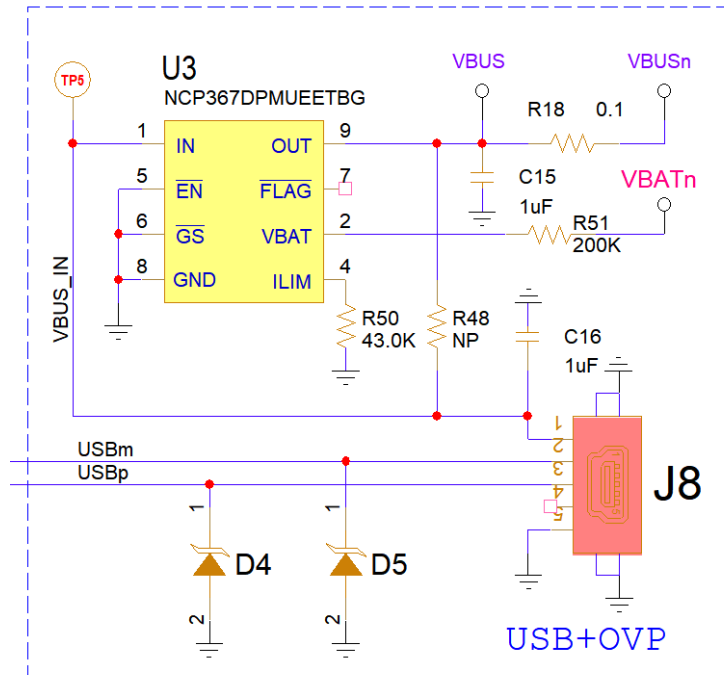 VBUS VBUSn
TP5
U3
NCP367DPMUEETBG
R18 0.1
1 IN OUT 9
5 EN FLAG 7
C15
1uF
VBATn
6 GS VBAT 2
R51
200K
8 GND ILIM 4
VBUS_IN
R50
43.0K
R48
NP
C16
1uF
1
2
3
4
5
USBm
USBp
J8
1 1
D4 D5
2 2
USB+OVP